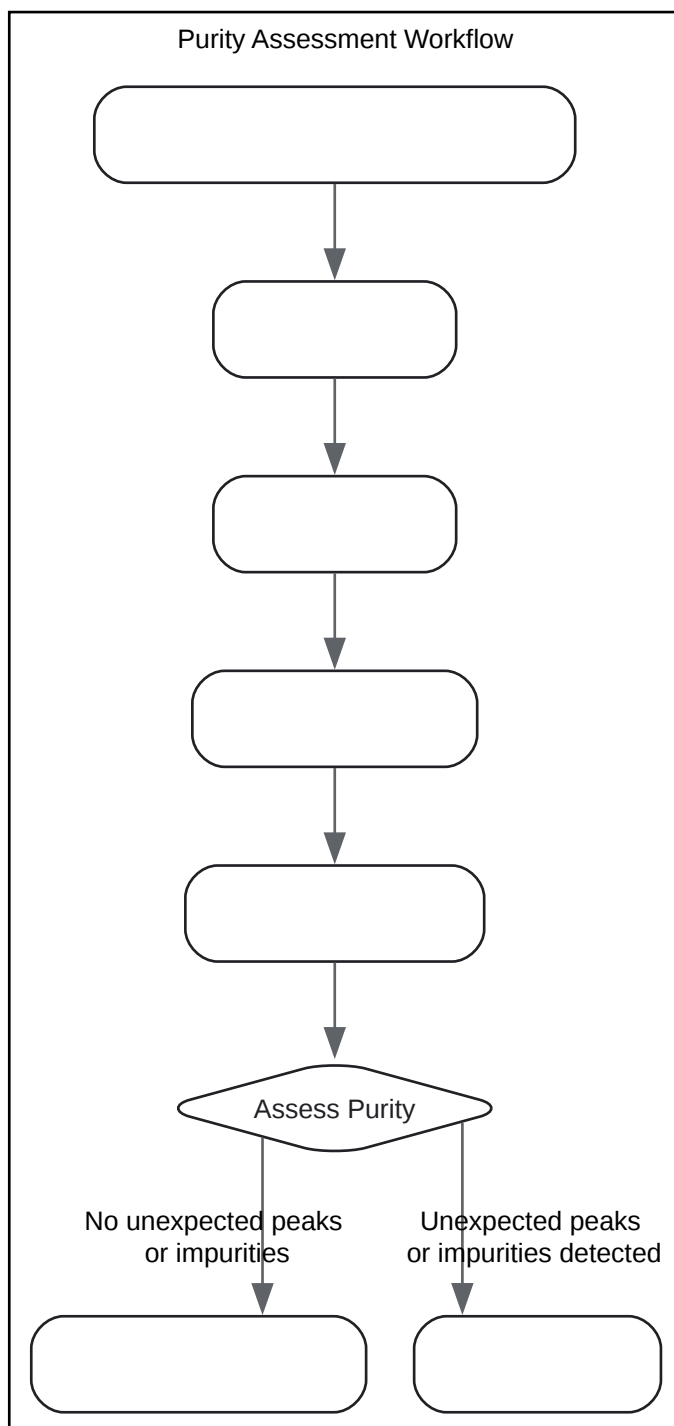 Purity Assessment Workflow
Assess Purity
No unexpected peaks
or impurities
Unexpected peaks
or impurities detected